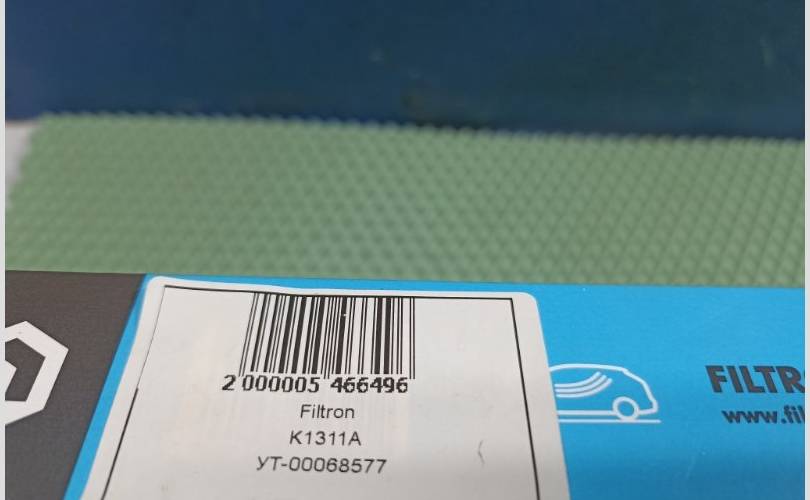 2 000005 466496
Filtron
K1311A
УТ-00068577
FILTR
www.fil